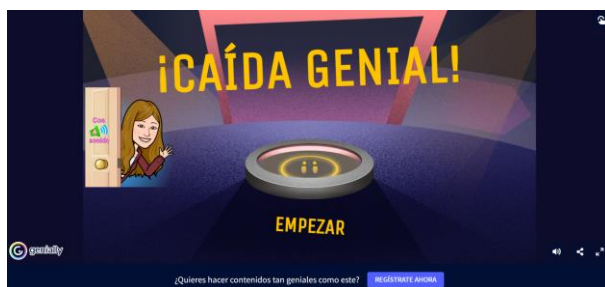 ¡CAÍDA GENIAL!
Con
sonido
EMPEZAR
genially
¿Quieres hacer contenidos tan geniales como este? REGÍSTRATE AHORA